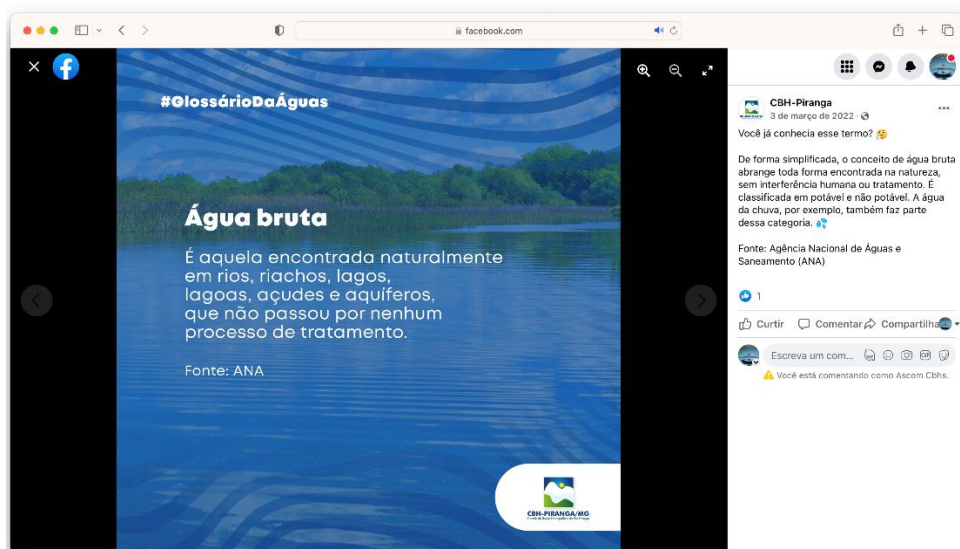 facebook.com
#GlossárioDaÁguas
Água bruta
É aquela encontrada naturalmente
em rios, riachos, lagos,
lagoas, açudes e aquíferos,
que não passou por nenhum
processo de tratamento.
Fonte: ANA
CBH-PIRANGA/MG
CBH-Piranga
3 de março de 2022 ·
Você já conhecia esse termo? 🤔
De forma simplificada, o conceito de água bruta
abrange toda forma encontrada na natureza,
sem interferência humana ou tratamento. É
classificada em potável e não potável. A água
da chuva, por exemplo, também faz parte
dessa categoria. 💦
Fonte: Agência Nacional de Águas e
Saneamento (ANA)
1
Curtir Comentar Compartilha
Escreva um com... GIF
Você está comentando como Ascom Cbhs.